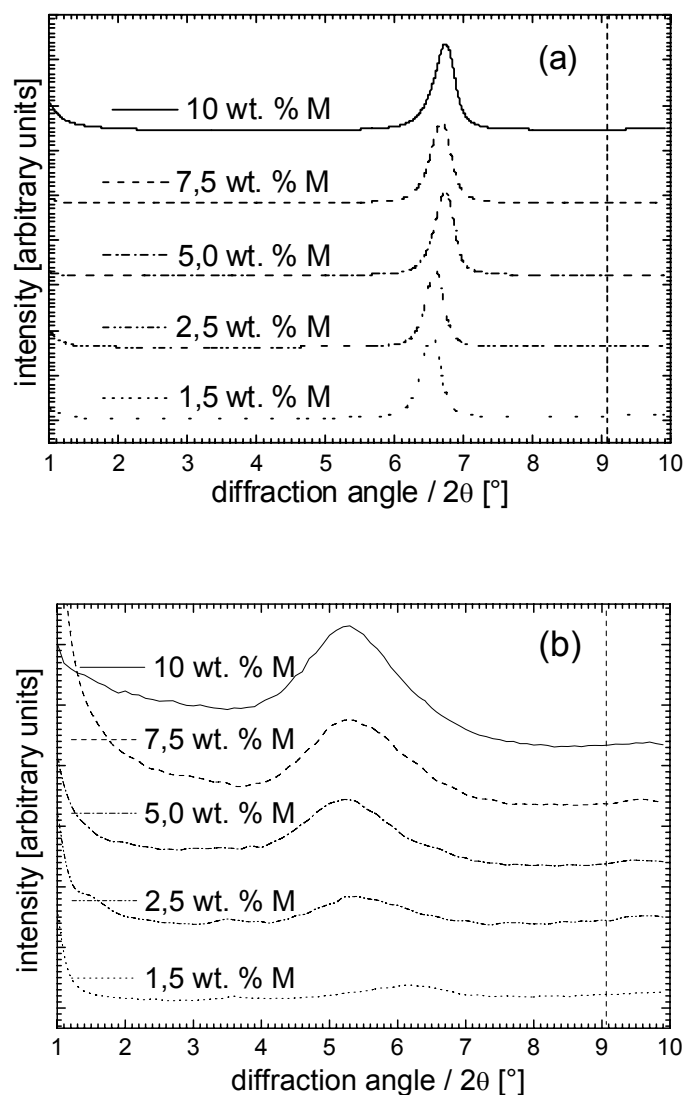 (a)
10 wt. % M
7,5 wt. % M
5,0 wt. % M
2,5 wt. % M
1,5 wt. % M
intensity [arbitrary units]
1 2 3 4 5 6 7 8 9 10
diffraction angle / 2θ [°]
(b)
10 wt. % M
7,5 wt. % M
5,0 wt. % M
2,5 wt. % M
1,5 wt. % M
intensity [arbitrary units]
1 2 3 4 5 6 7 8 9 10
diffraction angle / 2θ [°]